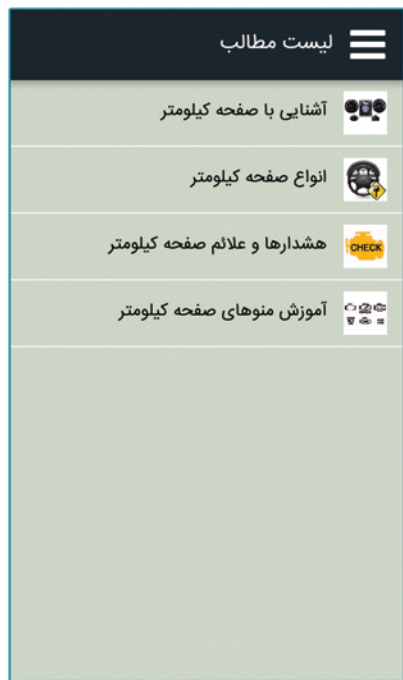 لیست مطالب
آشنایی با صفحه کیلومتر
انواع صفحه کیلومتر
هشدارها و علائم صفحه کیلومتر
CHECK
آموزش منوهای صفحه کیلومتر